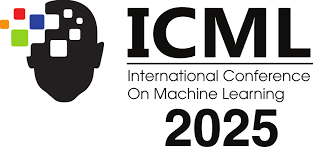 ICML
International Conference
On Machine Learning
2025